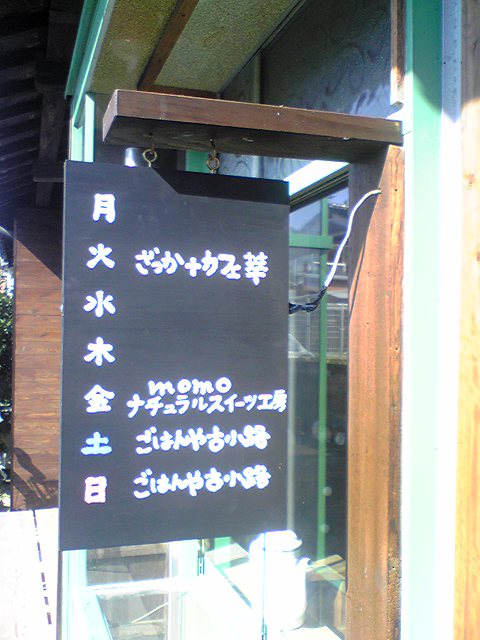 月
火 ざっか+カフェ 華
水
木
金 momo
ナチュラルスイーツ工房
土 ごはんや古小路
日 ごはんや古小路